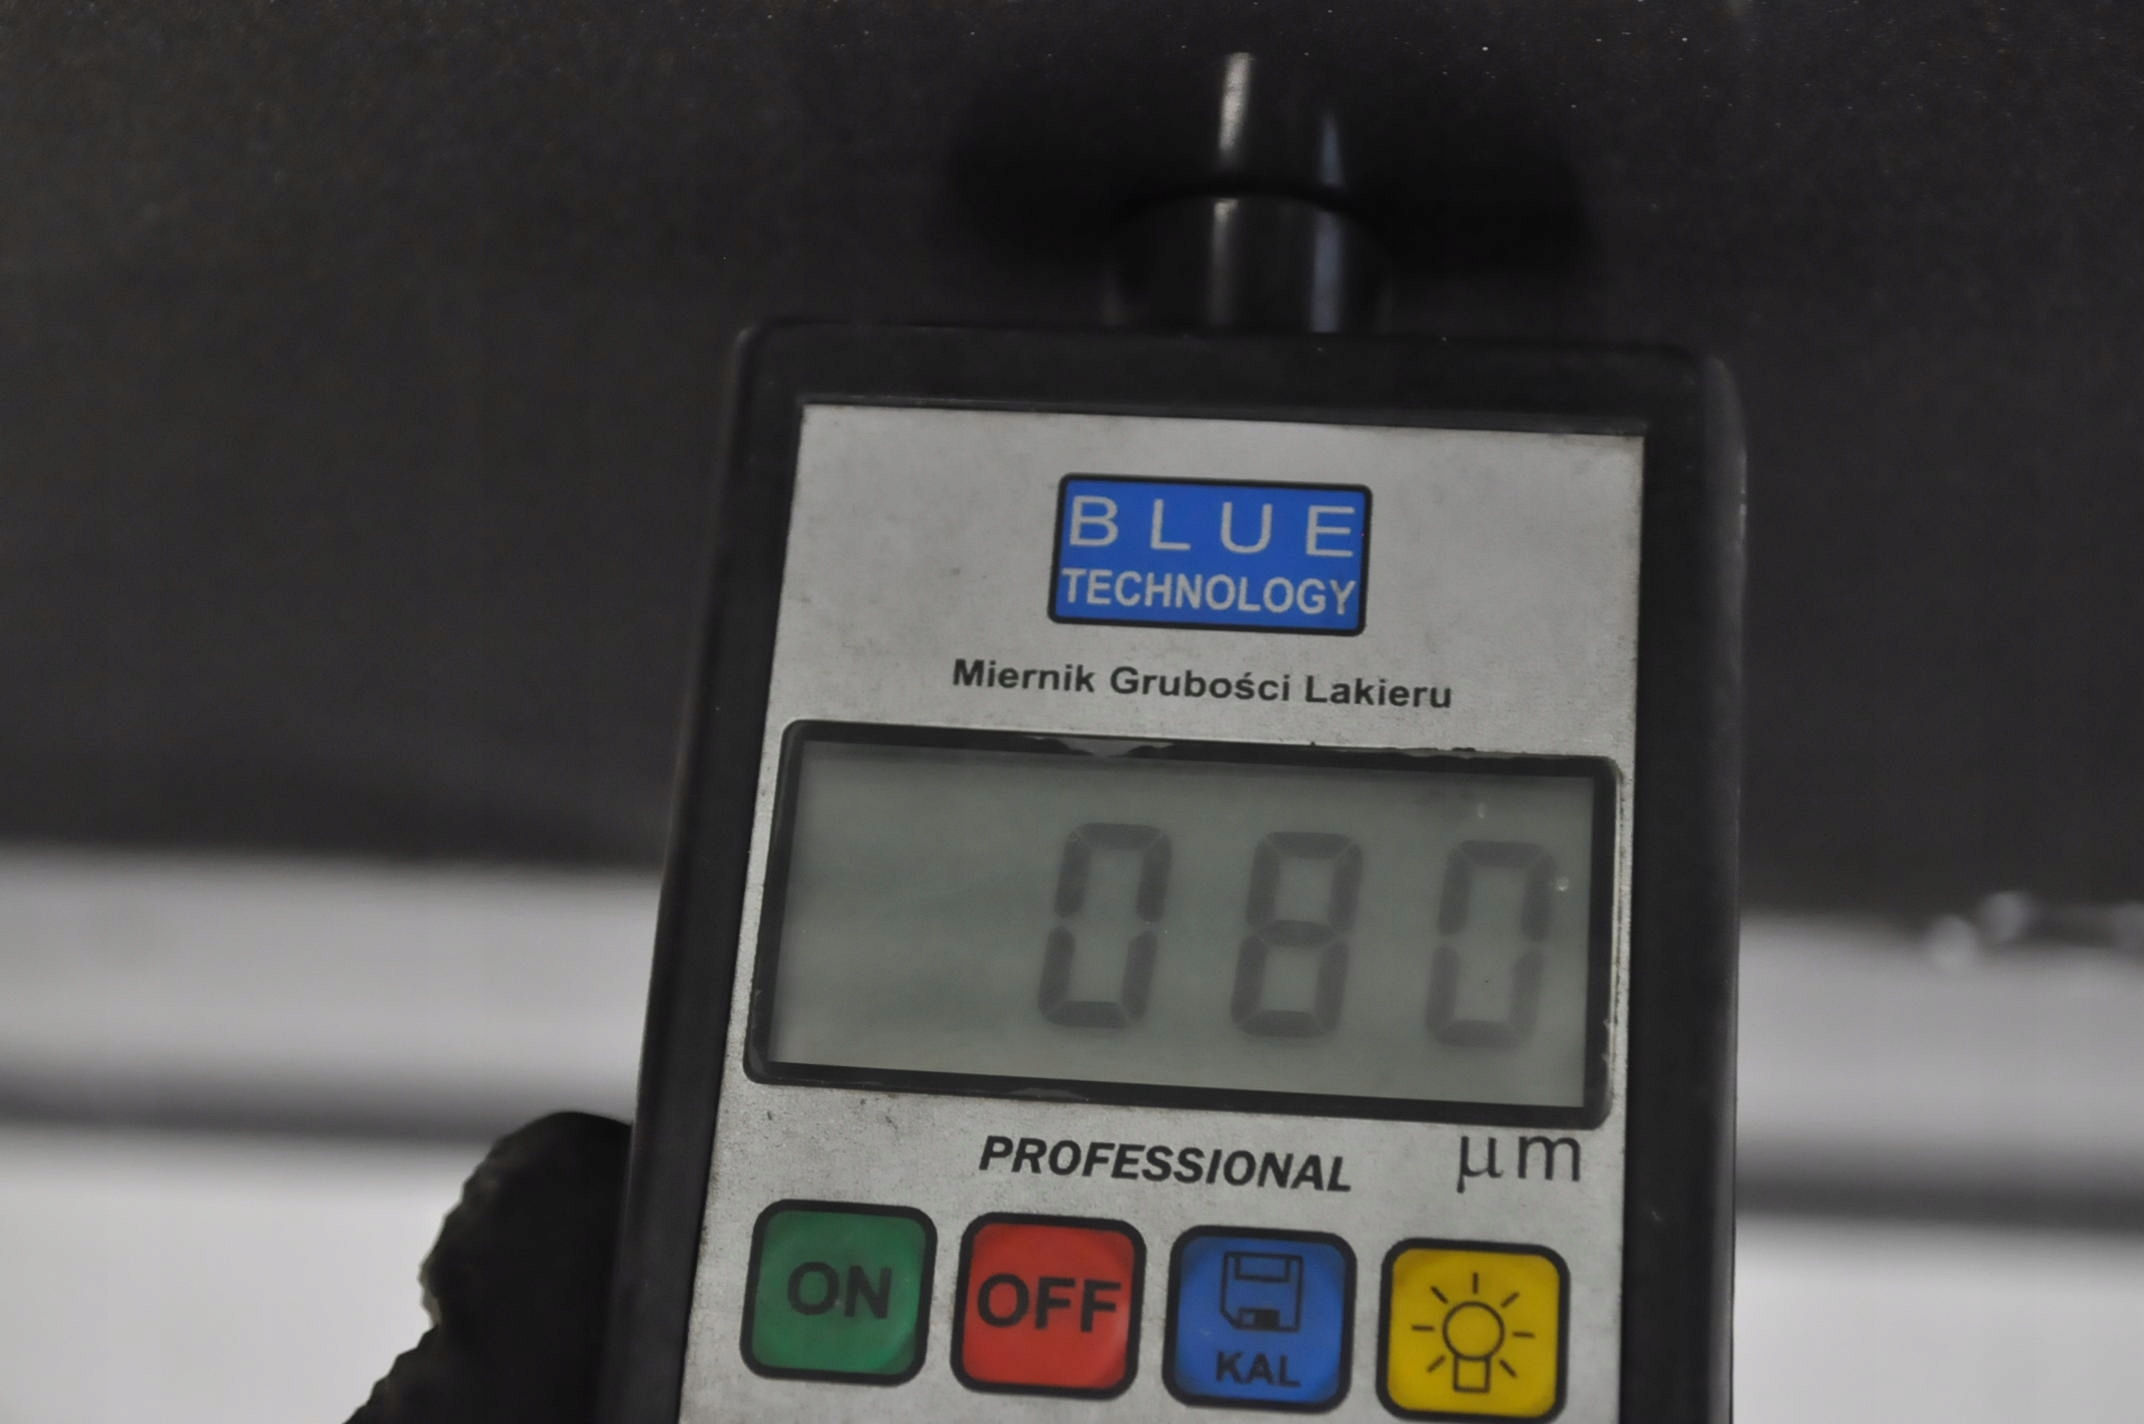 BLUE
TECHNOLOGY
Miernik Grubości Lakieru
080
µm
PROFESSIONAL
ON
OFF
KAL